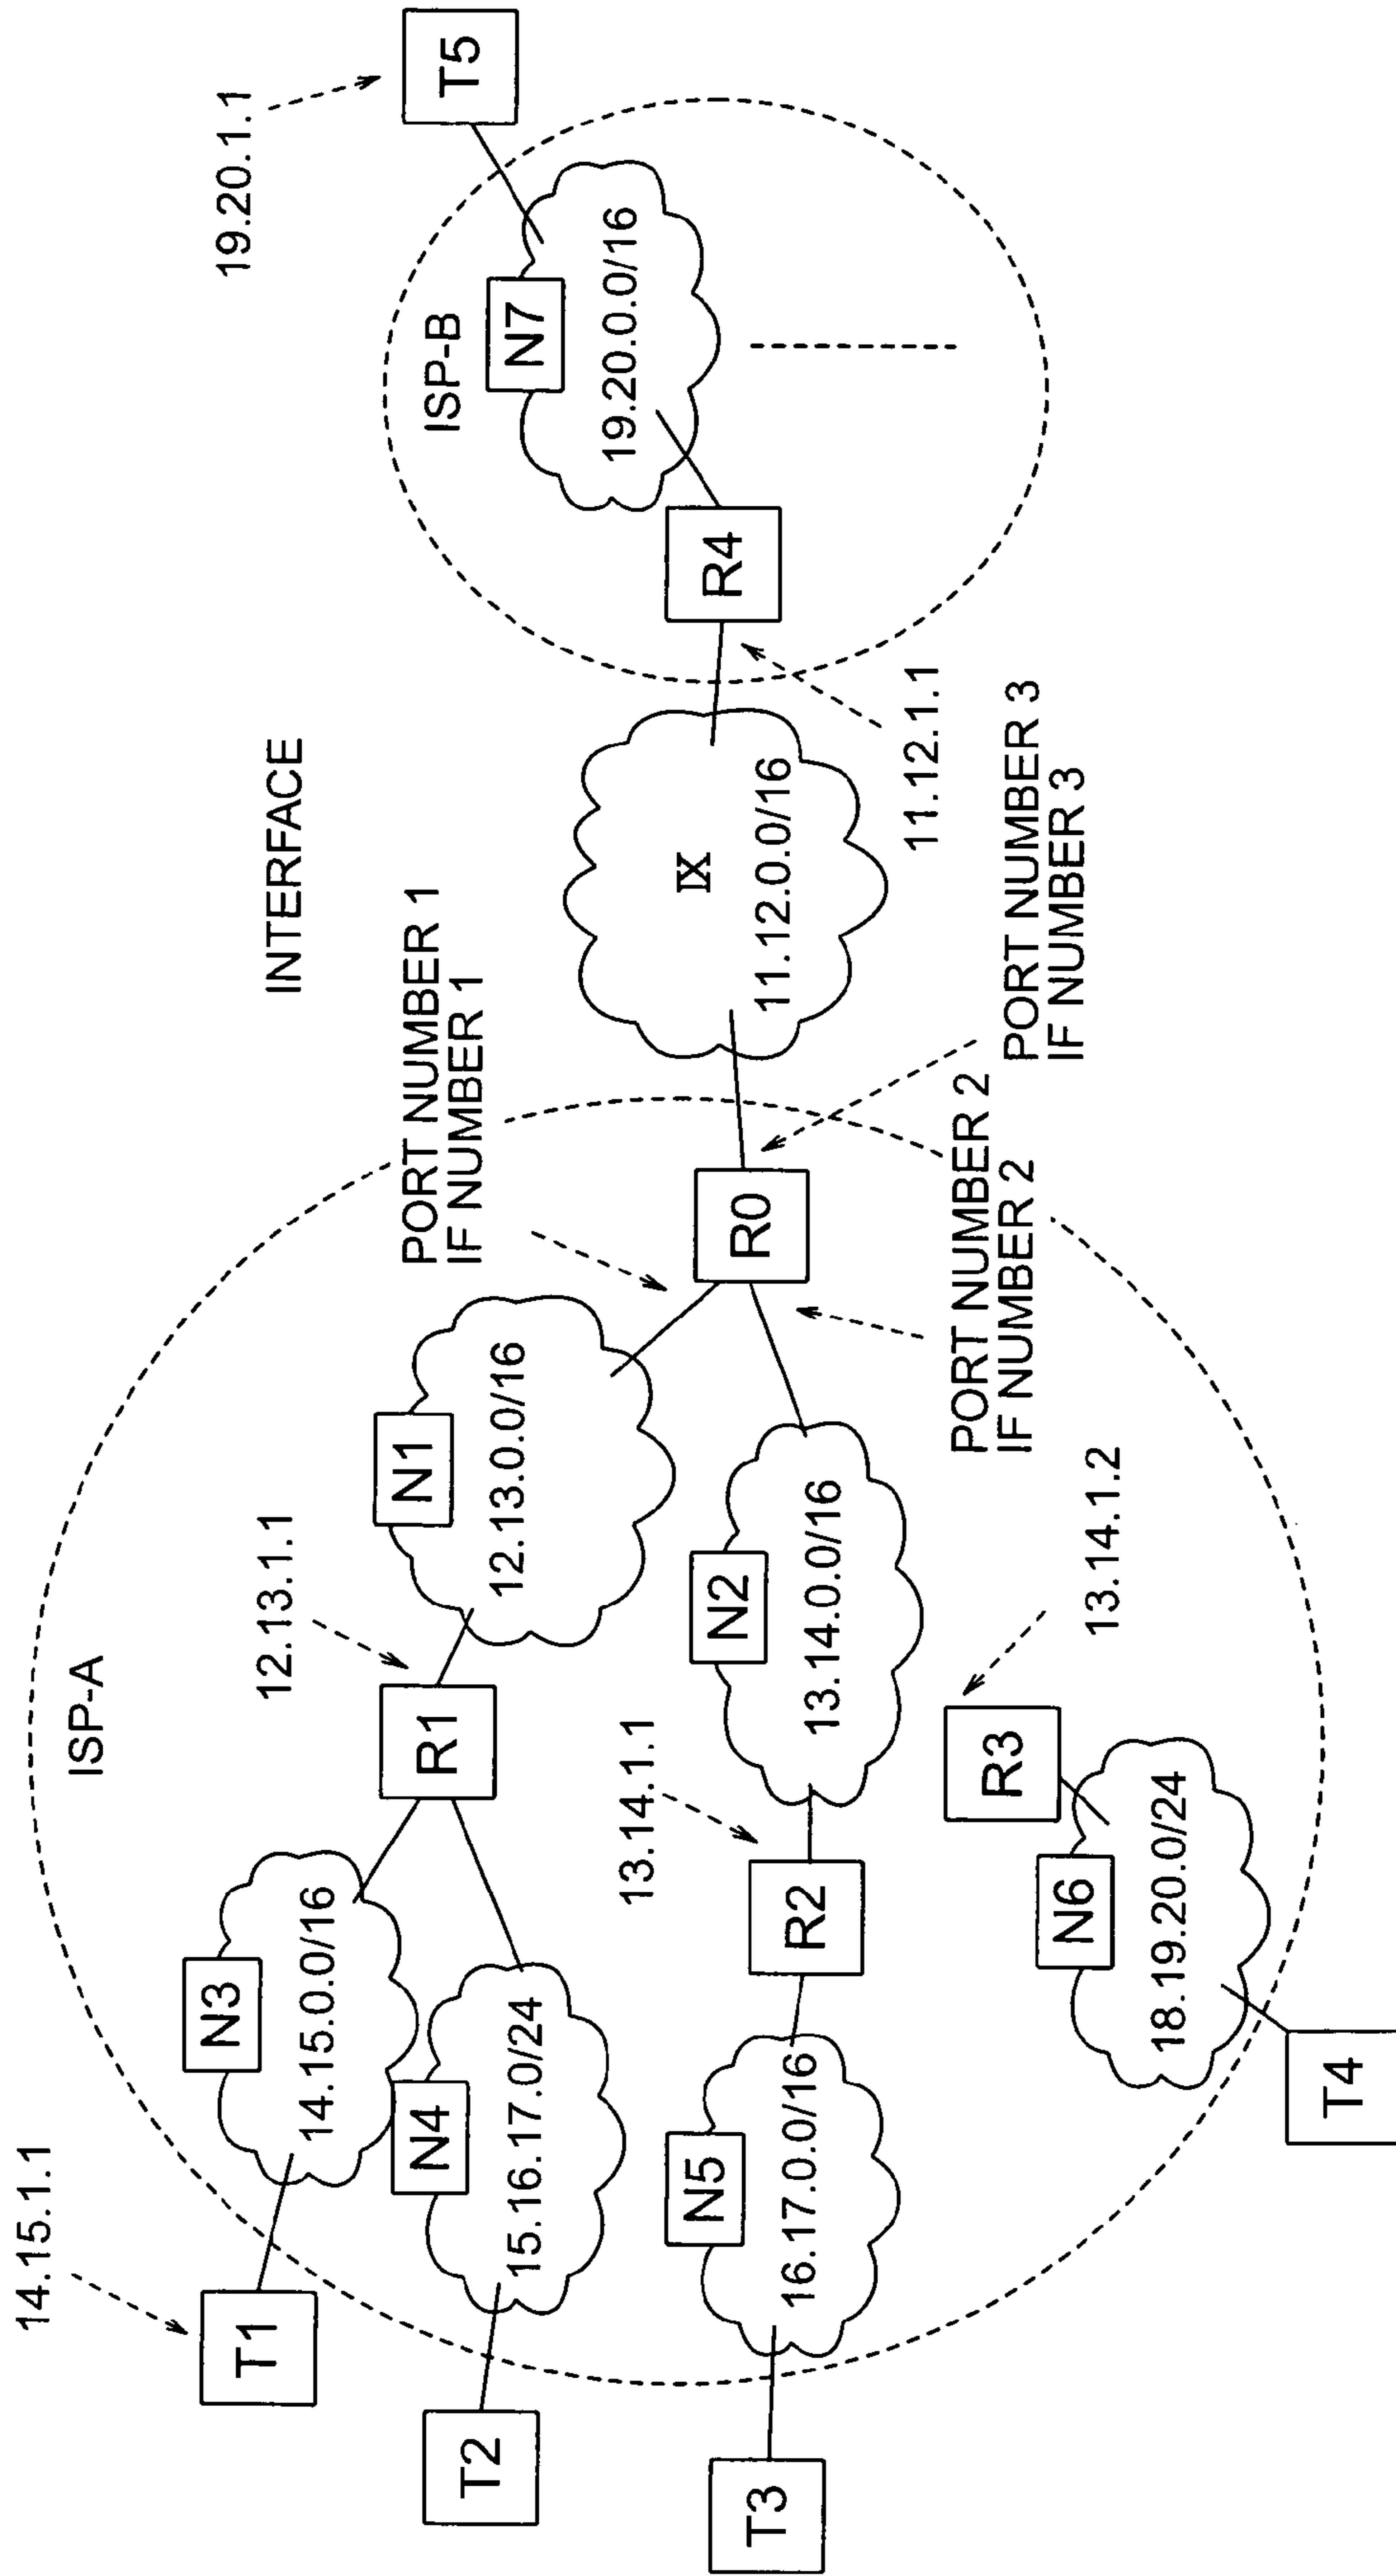 INTERFACE
ISP-A
ISP-B
14.15.1.1
T1
N3
14.15.0.0/16
T2
N4
15.16.17.0/24
12.13.1.1
R1
N1
12.13.0.0/16
PORT NUMBER 1
IF NUMBER 1
T3
N5
16.17.0.0/16
13.14.1.1
R2
N2
13.14.0.0/16
R0
PORT NUMBER 2
IF NUMBER 2
PORT NUMBER 3
IF NUMBER 3
T4
N6
18.19.20.0/24
R3
13.14.1.2
IX
11.12.0.0/16
11.12.1.1
R4
N7
19.20.0.0/16
T5
19.20.1.1